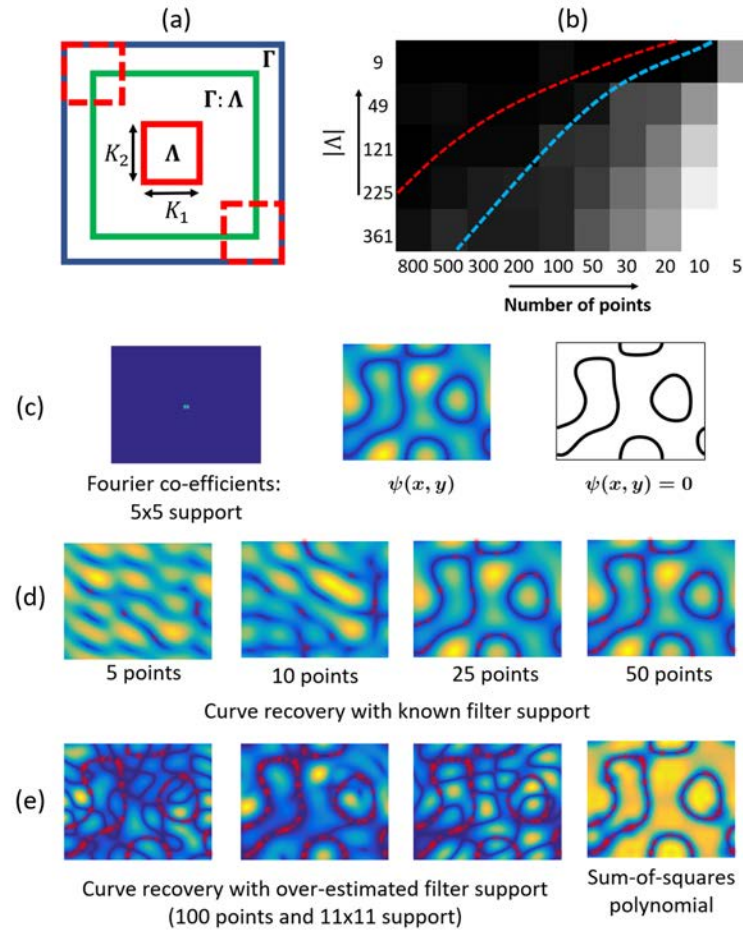 (a)
(b)
Γ
Γ: Λ
K₂
Λ
K₁
9
49
121
225
361
|Λ|
800 500 300 200 100 50 30 20 10 5
Number of points
(c)
Fourier co-efficients:
5x5 support
ψ(x, y)
ψ(x, y) = 0
(d)
5 points
10 points
25 points
50 points
Curve recovery with known filter support
(e)
Curve recovery with over-estimated filter support
(100 points and 11x11 support)
Sum-of-squares
polynomial